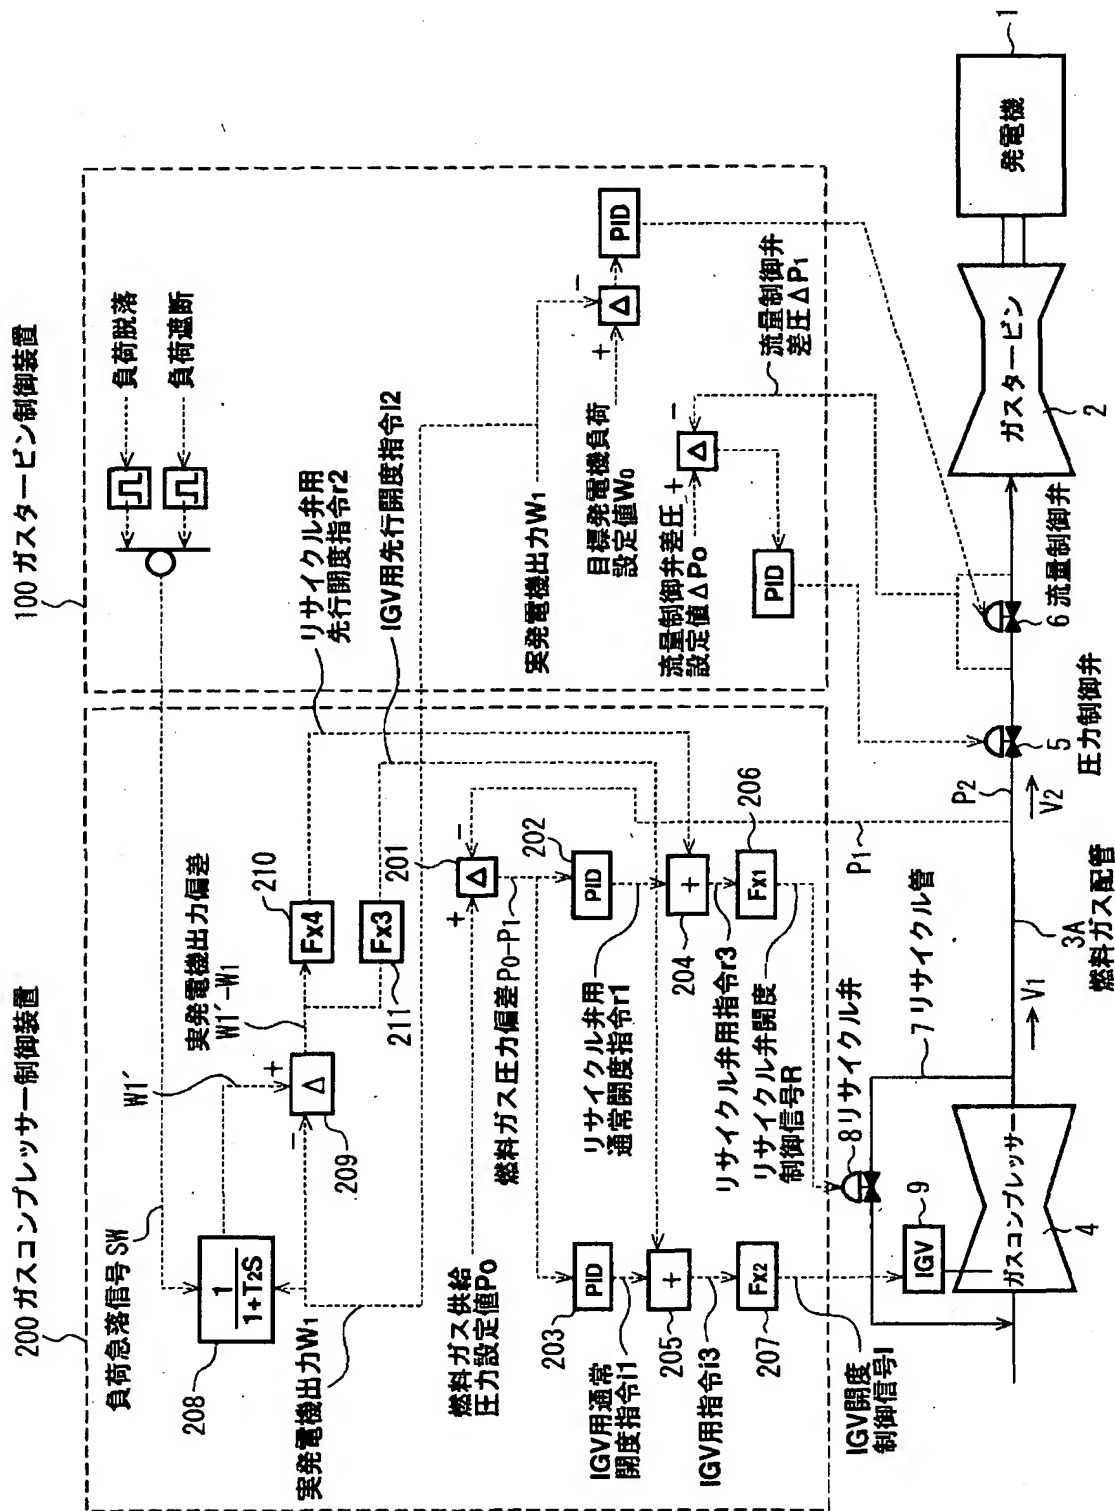 200 ガスコンプレッサー制御装置
100 ガスタービン制御装置
負荷急落信号SW
208
1
1+T2S
実発電機出力W1
W1´
+
-
Δ
209
実発電機出力偏差
W1´-W1
210
Fx4
Fx3
211
負荷脱落
負荷遮断
リサイクル弁用
先行開度指令r2
IGV用先行開度指令I2
燃料ガス供給
圧力設定値P0
+
-
Δ
201
燃料ガス圧力偏差P0-P1
202
PID
203
PID
リサイクル弁用
通常開度指令r1
IGV用通常
開度指令i1
+
204
+
205
リサイクル弁用指令r3
IGV用指令i3
Fx1
206
Fx2
207
リサイクル弁開度
制御信号R
IGV開度
制御信号I
実発電機出力W1
目標発電機負荷
設定値W0
+
-
Δ
PID
流量制御弁差圧
設定値ΔP0
+
-
Δ
PID
流量制御弁
差圧ΔP1
P1
8リサイクル弁
7リサイクル管
9
IGV
ガスコンプレッサー
4
V1
3A
燃料ガス配管
P2
V2
5
圧力制御弁
6 流量制御弁
ガスタービン
2
発電機
1